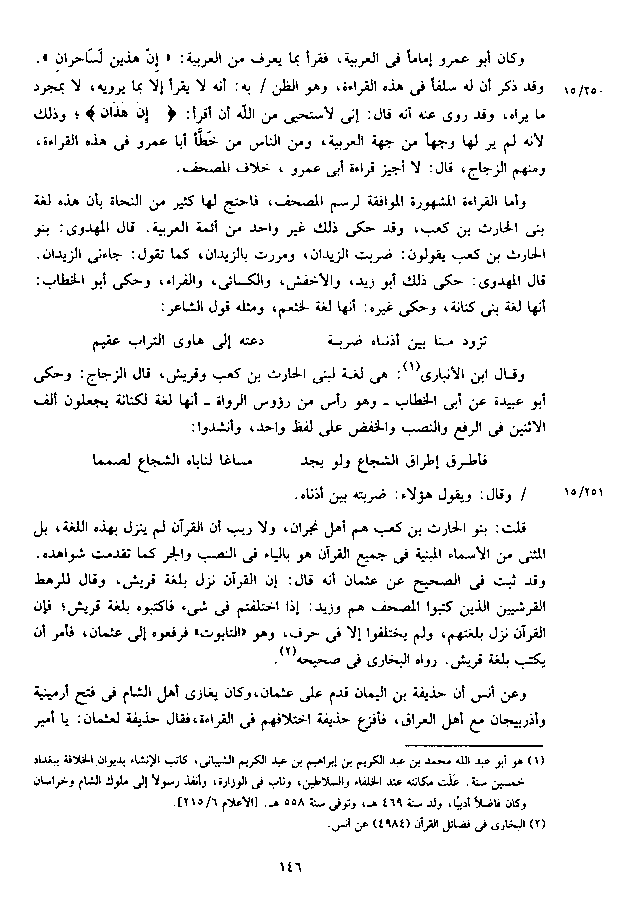 وكان أبو عمرو إماماً فى العربية، فقرأ بما يعرف من العربية: « إِنّ هذين لَسَاحرانِ ».
١٥/٢٥٠ وقد ذكر أن له سلفاً فى هذه القراءة، وهو الظن / به: أنه لا يقرأ إلا بما يرويه، لا بمجرد
ما يراه، وقد روى عنه أنه قال: إنى لأستحيى من اللّه أن أقرأ: ﴿ إِنْ هَذَان ﴾ ؛ وذلك
لأنه لم ير لها وجهاً من جهة العربية، ومن الناس من خَطَّأ أبا عمرو فى هذه القراءة،
ومنهم الزجاج، قال: لا أجيز قراءة أبى عمرو ، خلاف المصحف.
وأما القراءة المشهورة الموافقة لرسم المصحف، فاحتج لها كثير من النحاة بأن هذه لغة
بنى الحارث بن كعب، وقد حكى ذلك غير واحد من أئمة العربية. قال المهدوى: بنو
الحارث بن كعب يقولون: ضربت الزيدان، ومررت بالزيدان، كما تقول: جاءنى الزيدان.
قال المهدوى: حكى ذلك أبو زيد، والأخفش، والكسائى، والفراء، وحكى أبو الخطاب:
أنها لغة بنى كنانة، وحكى غيره: أنها لغة لخثعم، ومثله قول الشاعر:
تزود منا بين أذناه ضربة دعته إلى هاوى التراب عقيم
وقال ابن الأنبارى(١): هى لغة لبنى الحارث بن كعب وقريش، قال الزجاج: وحكى
أبو عبيدة عن أبى الخطاب ـ وهو رأس من رؤوس الرواة ـ أنها لغة لكنانة يجعلون ألف
الاثنين فى الرفع والنصب والخفض على لفظ واحد، وأنشدوا:
فأطرق إطراق الشجاع ولو يجد مساغا لناباه الشجاع لصمما
١٥/٢٥١ / وقال: ويقول هؤلاء: ضربته بين أذناه.
قلت: بنو الحارث بن كعب هم أهل نجران، ولا ريب أن القرآن لم ينزل بهذه اللغة، بل
المثنى من الأسماء المبنية فى جميع القرآن هو بالياء فى النصب والجر كما تقدمت شواهده.
وقد ثبت فى الصحيح عن عثمان أنه قال: إن القرآن نزل بلغة قريش، وقال للرهط
القرشيين الذين كتبوا المصحف هم وزيد: إذا اختلفتم فى شىء فاكتبوه بلغة قريش؛ فإن
القرآن نزل بلغتهم، ولم يختلفوا إلا فى حرف، وهو «التابوت» فرفعوه إلى عثمان، فأمر أن
يكتب بلغة قريش. رواه البخارى فى صحيحه(٢).
وعن أنس أن حذيفة بن اليمان قدم على عثمان،وكان يغازى أهل الشام فى فتح أرمينية
وأذربيجان مع أهل العراق، فأفزع حذيفة اختلافهم فى القراءة،فقال حذيفة لعثمان: يا أمير
(١) هو أبو عبد الله محمد بن عبد الكريم بن إبراهيم بن عبد الكريم الشيبانى، كاتب الإنشاء بديوان الخلافة ببغداد
خمسين سنة. علَت مكانته عند الخلفاء والسلاطين، وناب فى الوزارة، وأنفذ رسولاً إلى ملوك الشام وخراسان
وكان فاضلاً أديبًا، ولد سنة ٤٦٩ هـ، وتوفى سنة ٥٥٨ هـ. [الأعلام ٢١٥/٦].
(٢) البخارى فى فضائل القرآن (٤٩٨٤) عن أنس.
١٤٦